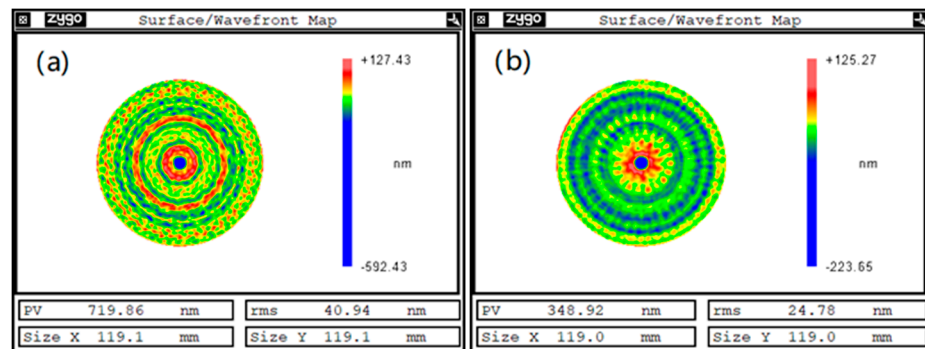 zygo Surface/Wavefront Map
(a)
+127.43
nm
-592.43
PV 719.86 nm rms 40.94 nm
Size X 119.1 mm Size Y 119.1 mm
zygo Surface/Wavefront Map
(b)
+125.27
nm
-223.65
PV 348.92 nm rms 24.78 nm
Size X 119.0 mm Size Y 119.0 mm